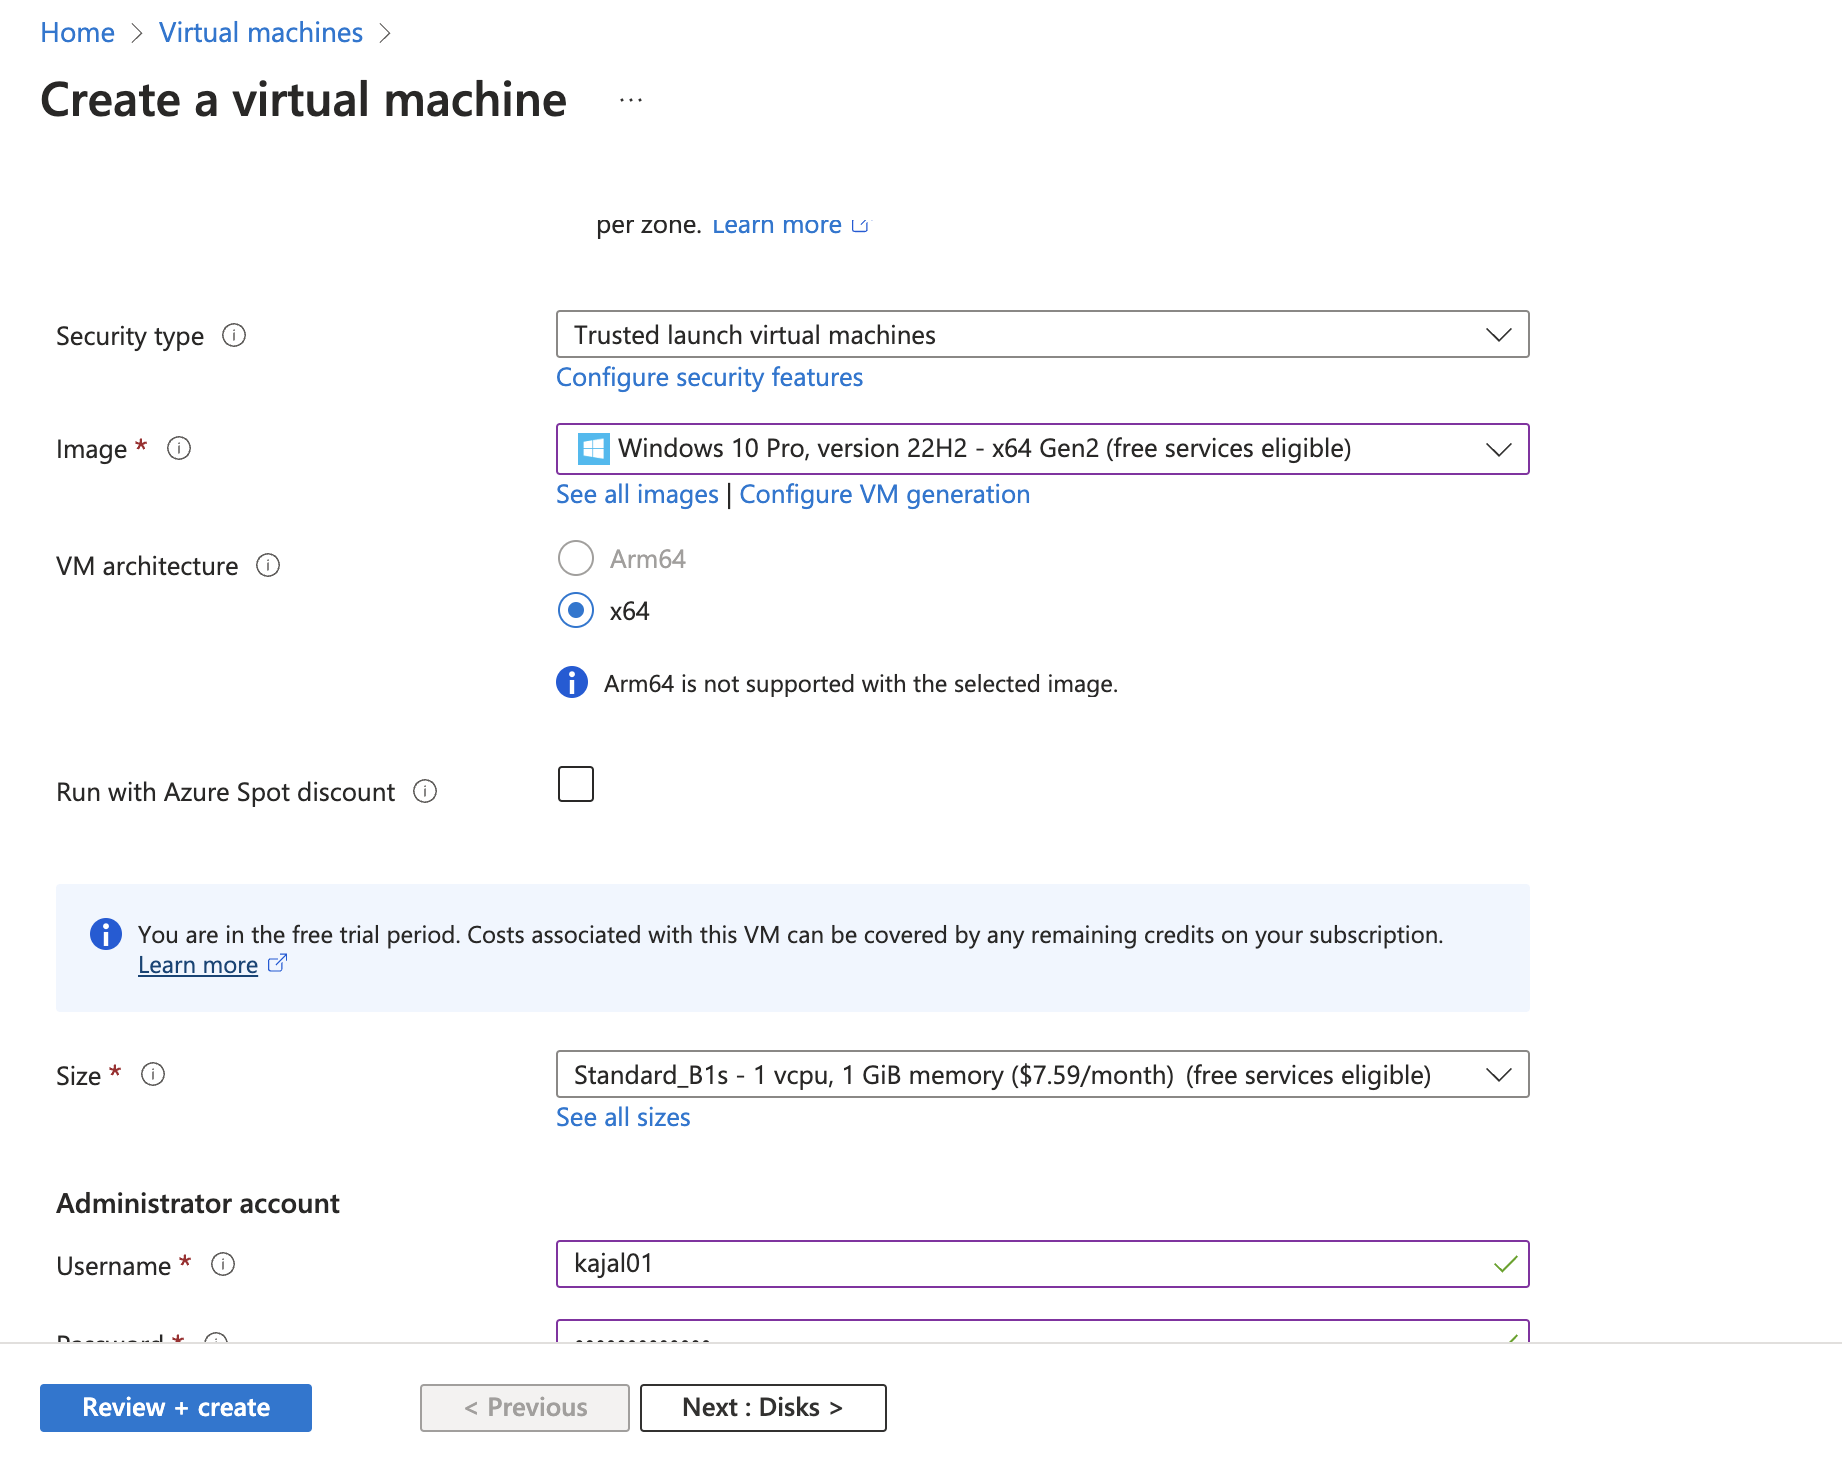 Home > Virtual machines >
Create a virtual machine ...
per zone. Learn more
Security type
Trusted launch virtual machines
Configure security features
Image *
Windows 10 Pro, version 22H2 - x64 Gen2 (free services eligible)
See all images | Configure VM generation
VM architecture
Arm64
x64
Arm64 is not supported with the selected image.
Run with Azure Spot discount
You are in the free trial period. Costs associated with this VM can be covered by any remaining credits on your subscription.
Learn more
Size *
Standard_B1s - 1 vcpu, 1 GiB memory ($7.59/month) (free services eligible)
See all sizes
Administrator account
Username *
kajal01
Password *
Review + create
< Previous
Next : Disks >